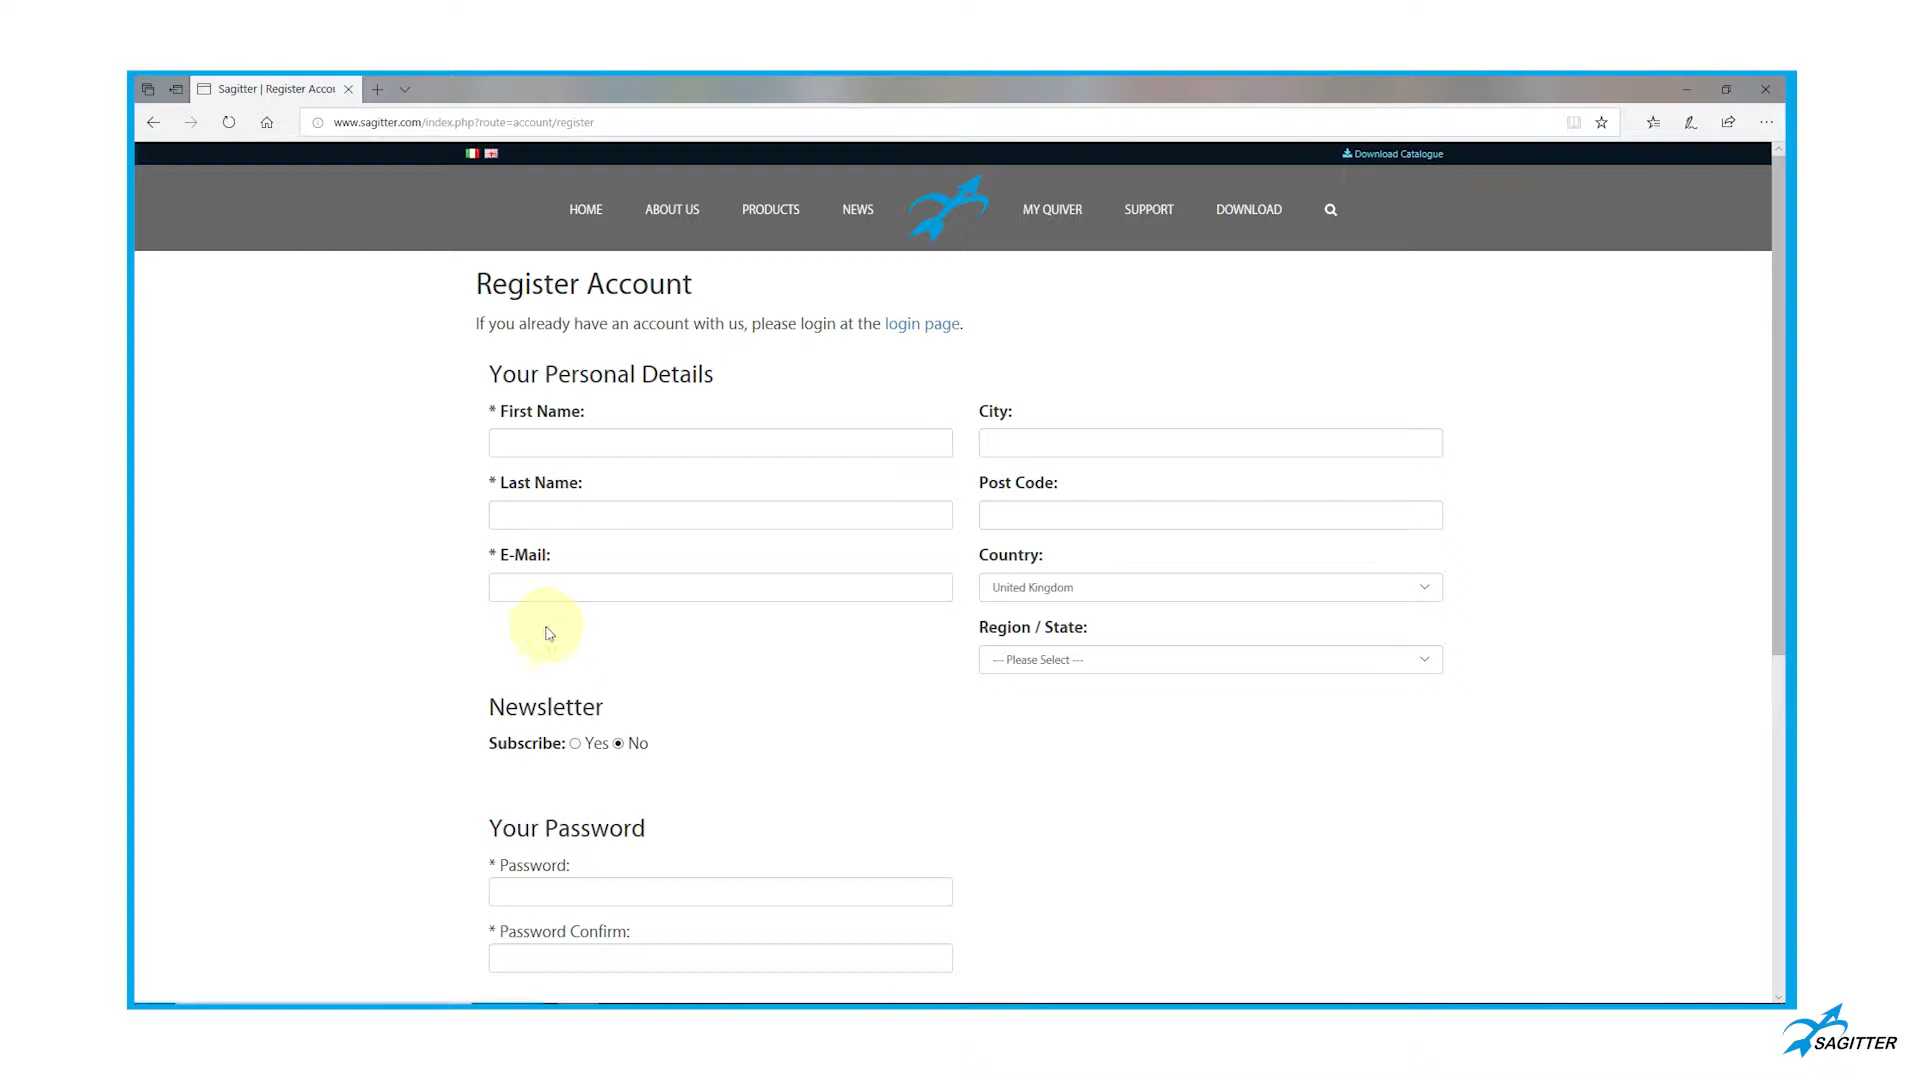 Sagitter | Register Accou
www.sagitter.com/index.php?route=account/register
Download Catalogue
HOME ABOUT US PRODUCTS NEWS MY QUIVER SUPPORT DOWNLOAD
Register Account
If you already have an account with us, please login at the login page.
Your Personal Details
* First Name:
City:
* Last Name:
Post Code:
* E-Mail:
Country:
United Kingdom
Region / State:
--- Please Select ---
Newsletter
Subscribe: Yes No
Your Password
* Password:
* Password Confirm:
SAGITTER